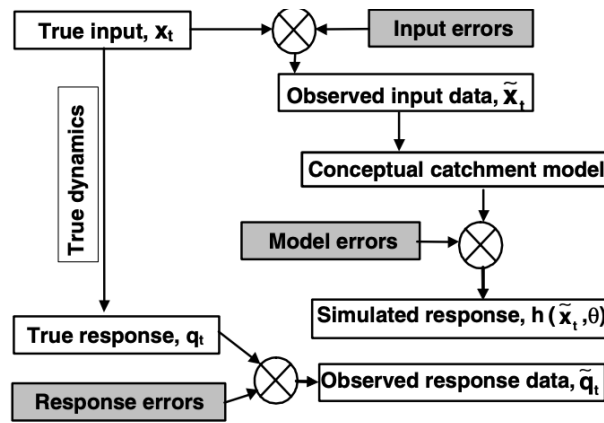 True input, xₜ
Input errors
Observed input data, x̃ₜ
True dynamics
Conceptual catchment model
Model errors
Simulated response, h(x̃ₜ,θ)
True response, qₜ
Response errors
Observed response data, q̃ₜ